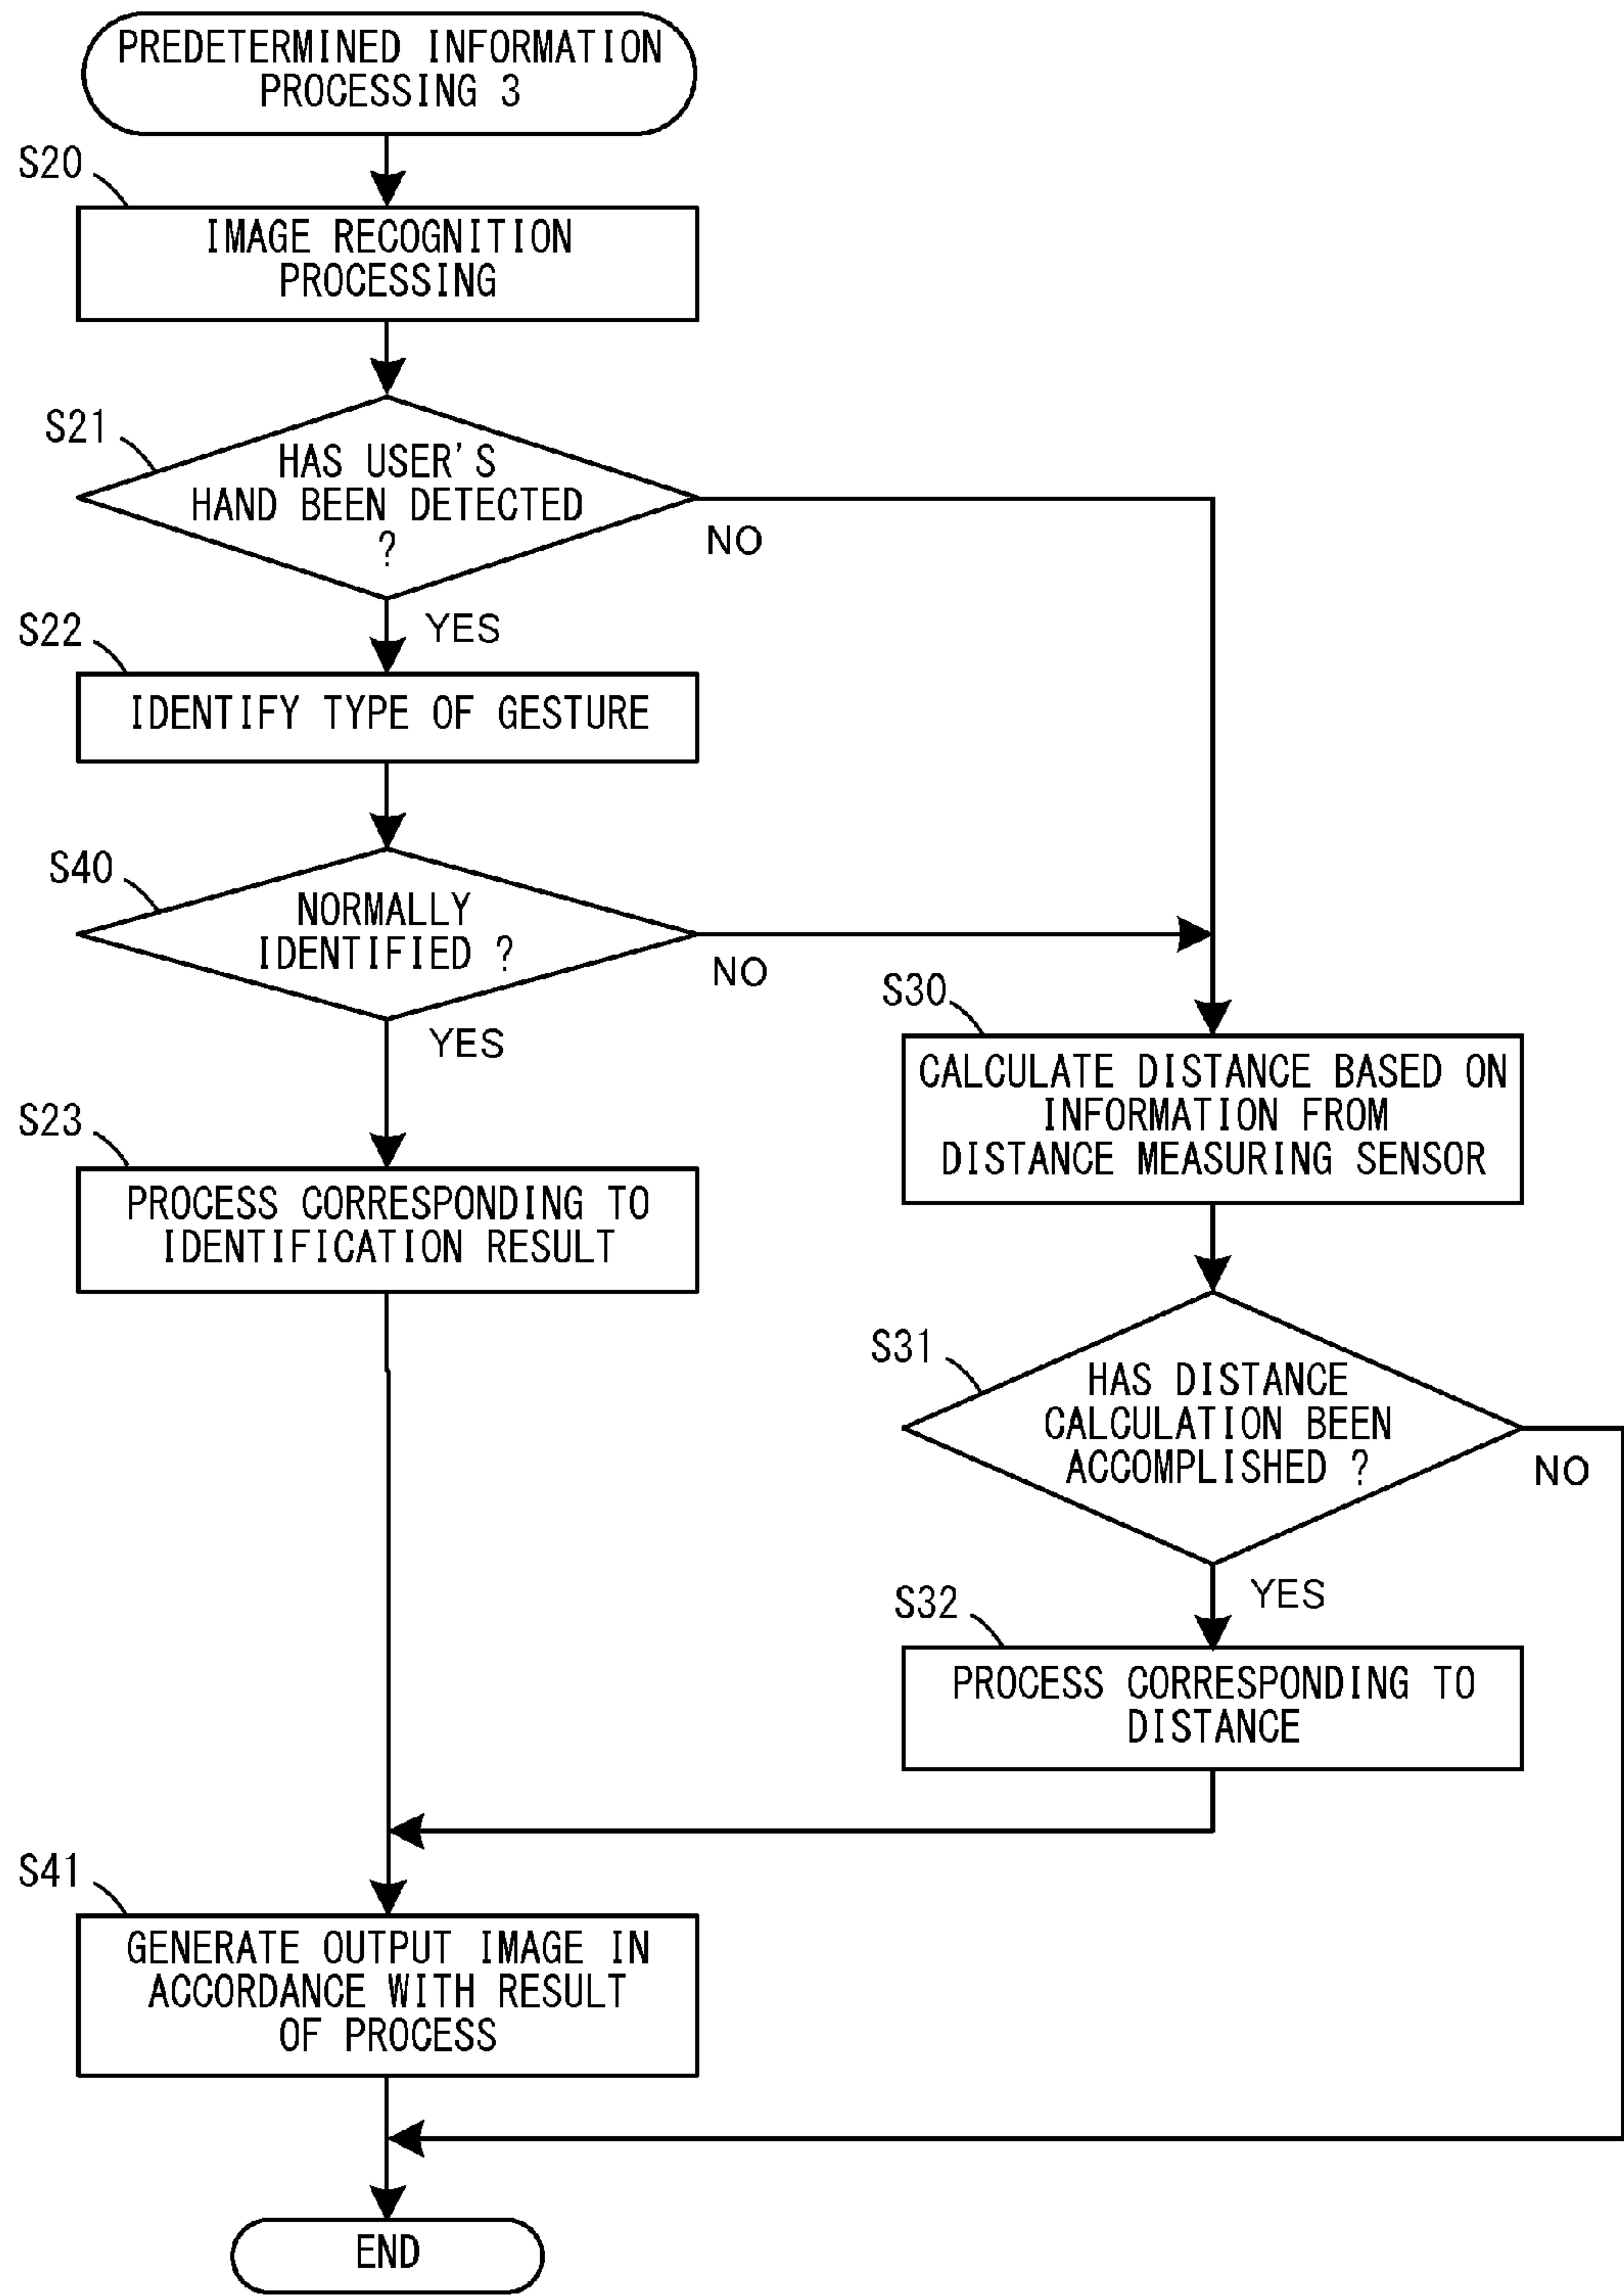 PREDETERMINED INFORMATION
PROCESSING 3
S20
IMAGE RECOGNITION
PROCESSING
S21
HAS USER'S
HAND BEEN DETECTED
?
NO
YES
S22
IDENTIFY TYPE OF GESTURE
S40
NORMALLY
IDENTIFIED ?
NO
YES
S30
CALCULATE DISTANCE BASED ON
INFORMATION FROM
DISTANCE MEASURING SENSOR
S23
PROCESS CORRESPONDING TO
IDENTIFICATION RESULT
S31
HAS DISTANCE
CALCULATION BEEN
ACCOMPLISHED ?
NO
YES
S32
PROCESS CORRESPONDING TO
DISTANCE
S41
GENERATE OUTPUT IMAGE IN
ACCORDANCE WITH RESULT
OF PROCESS
END